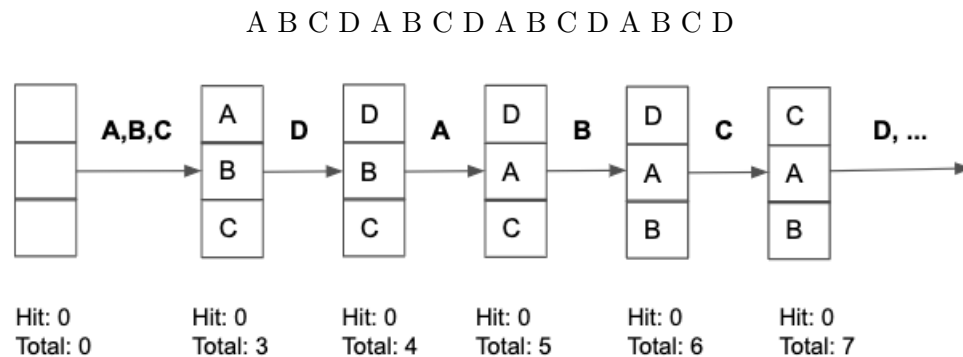 A B C D A B C D A B C D A B C D
A,B,C D A B C D, ...
A D D D C
B B A A A
C C C B B
Hit: 0 Hit: 0 Hit: 0 Hit: 0 Hit: 0 Hit: 0
Total: 0 Total: 3 Total: 4 Total: 5 Total: 6 Total: 7